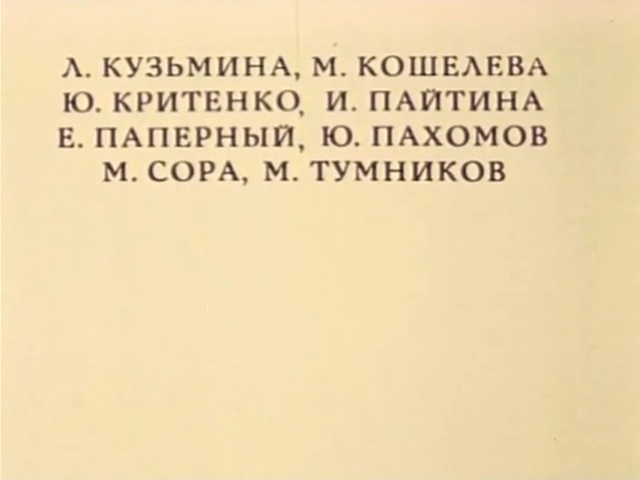 Л. КУЗЬМИНА, М. КОШЕЛЕВА
Ю. КРИТЕНКО, И. ПАЙТИНА
Е. ПАПЕРНЫЙ, Ю. ПАХОМОВ
М. СОРА, М. ТУМНИКОВ